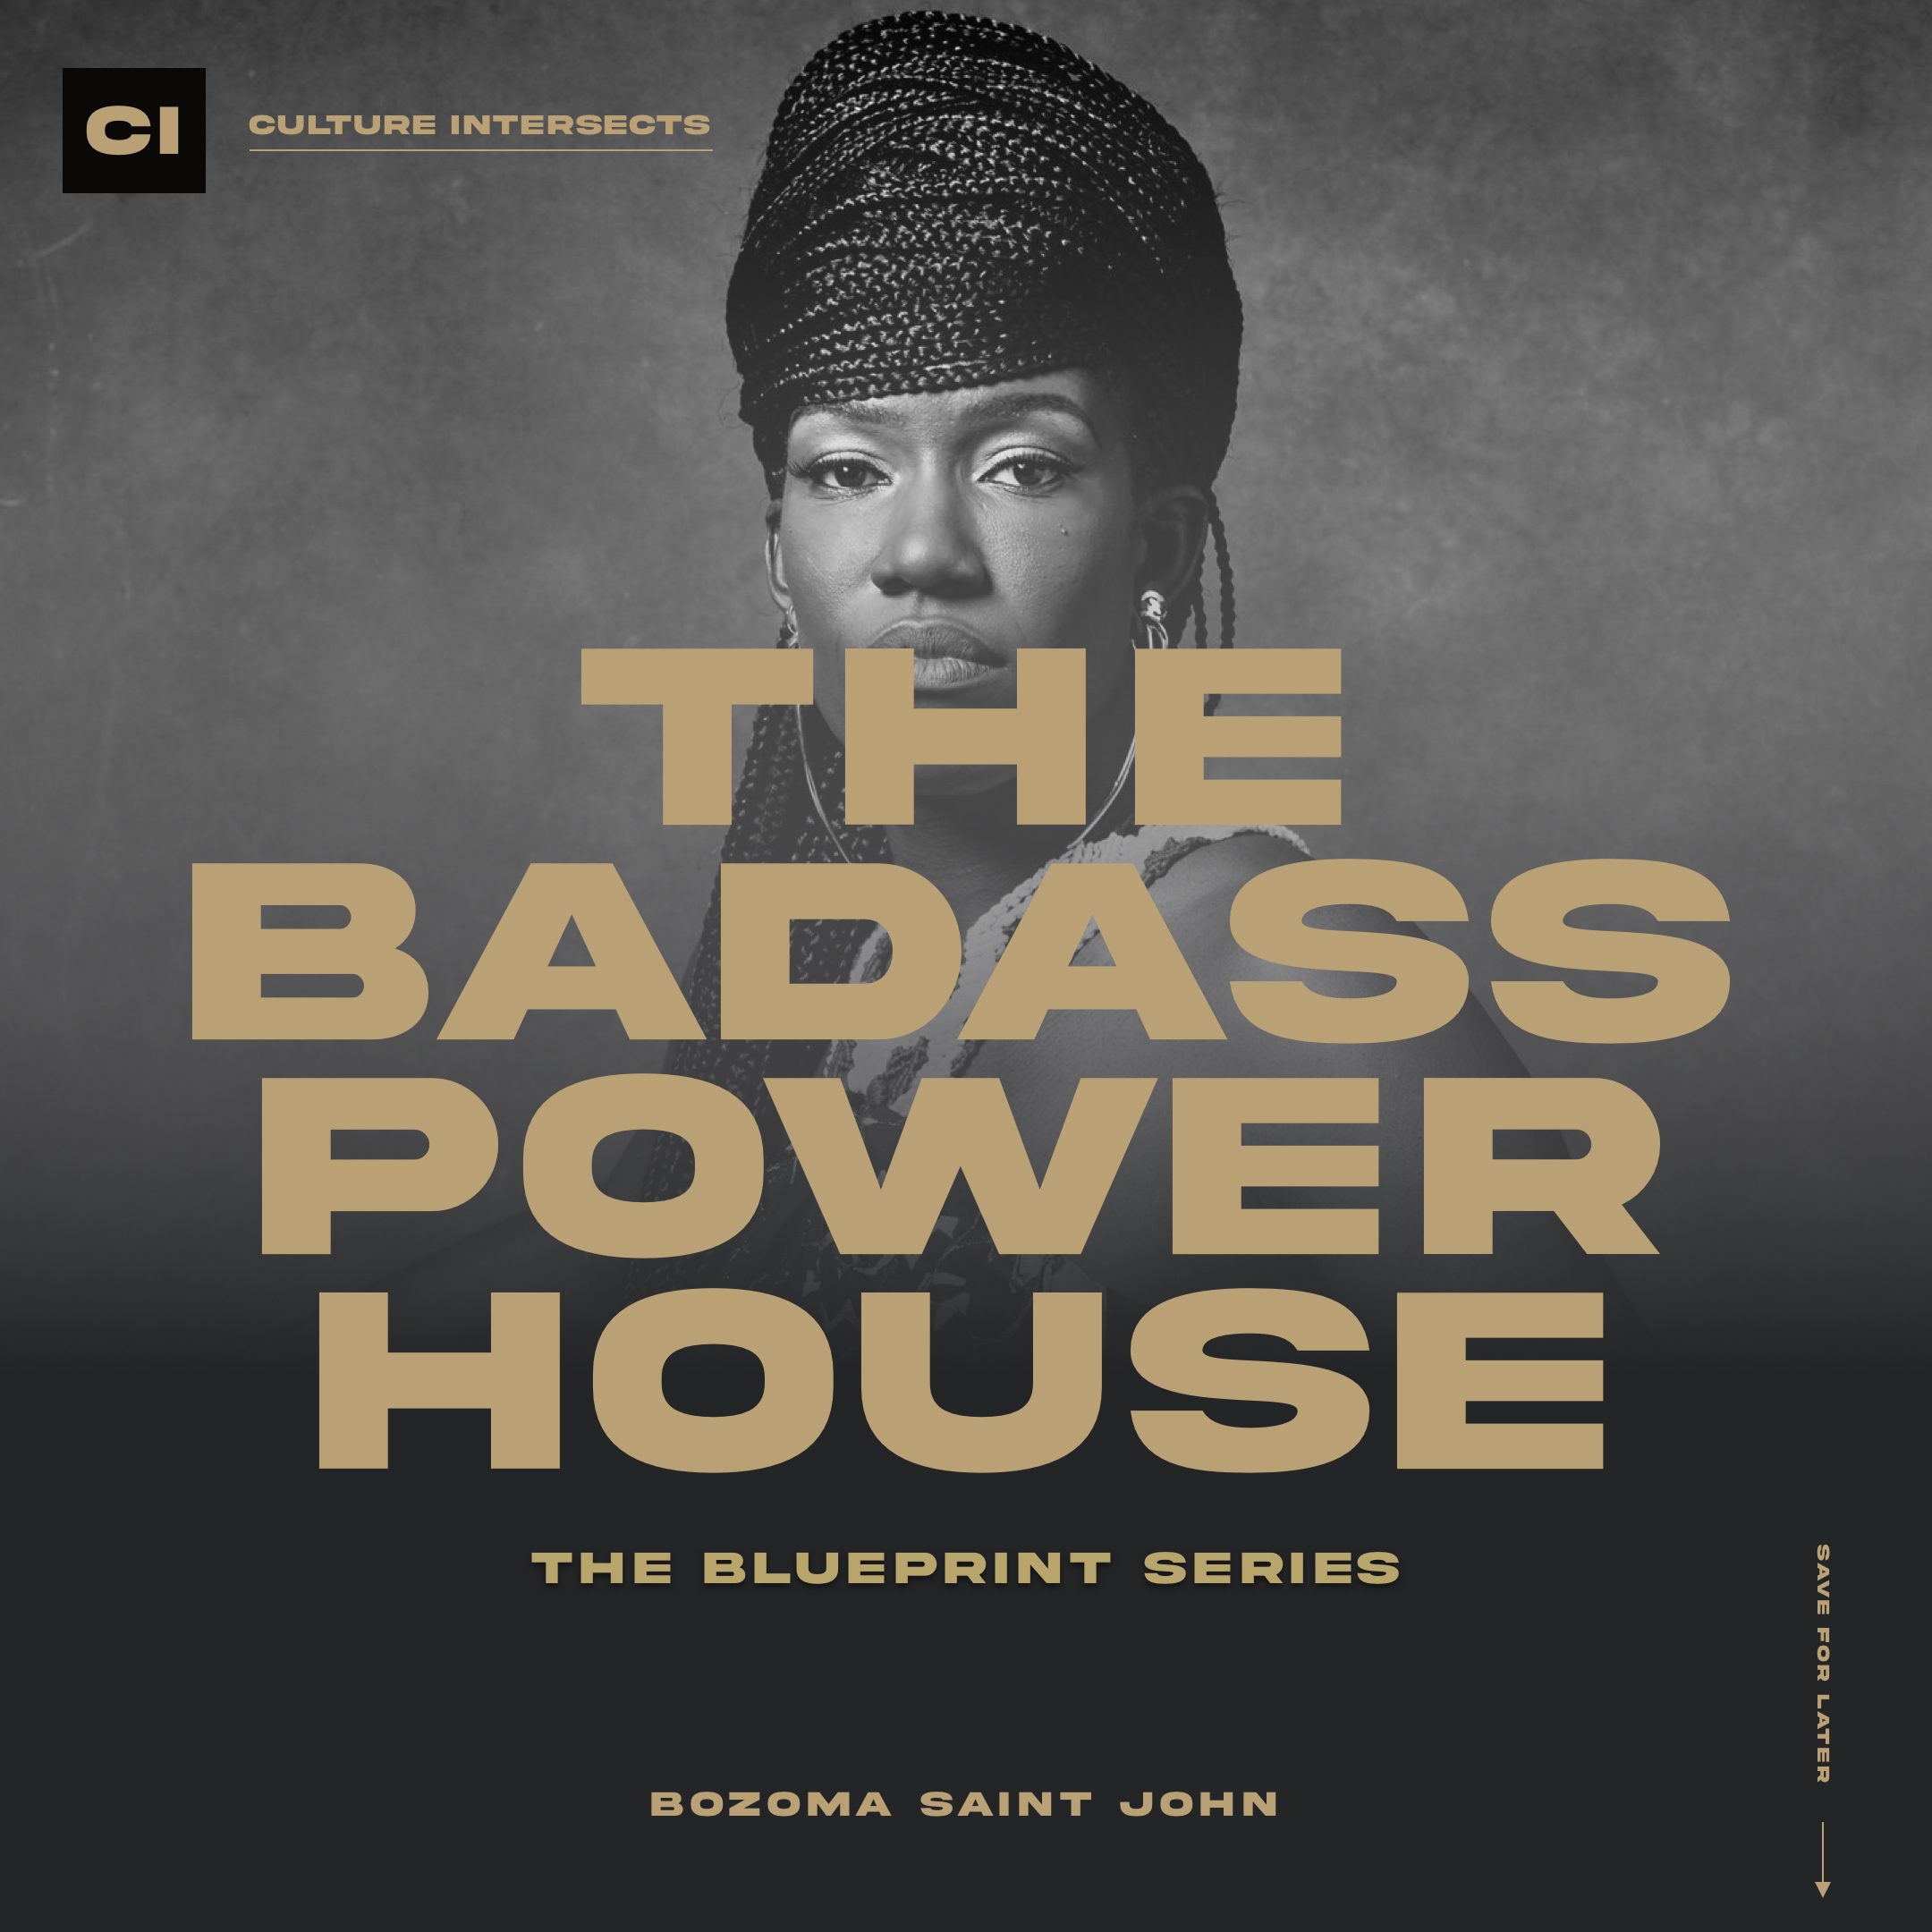 CI
CULTURE INTERSECTS
THE
BADASS
POWER
HOUSE
THE BLUEPRINT SERIES
SAVE FOR LATER
BOZOMA SAINT JOHN